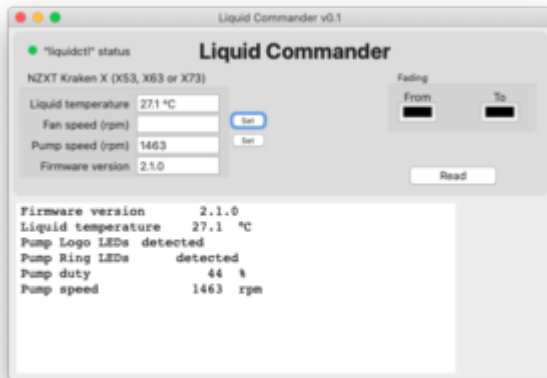 Liquid Commander v0.1
"liquidctl" status
Liquid Commander
NZXT Kraken X (X53, X63 or X73)
Liquid temperature 27.1 °C
Fan speed (rpm)
Set
Pump speed (rpm) 1463
Set
Firmware version 2.1.0
Fading
From To
Read
Firmware version 2.1.0
Liquid temperature 27.1 °C
Pump Logo LEDs detected
Pump Ring LEDs detected
Pump duty 44 %
Pump speed 1463 rpm